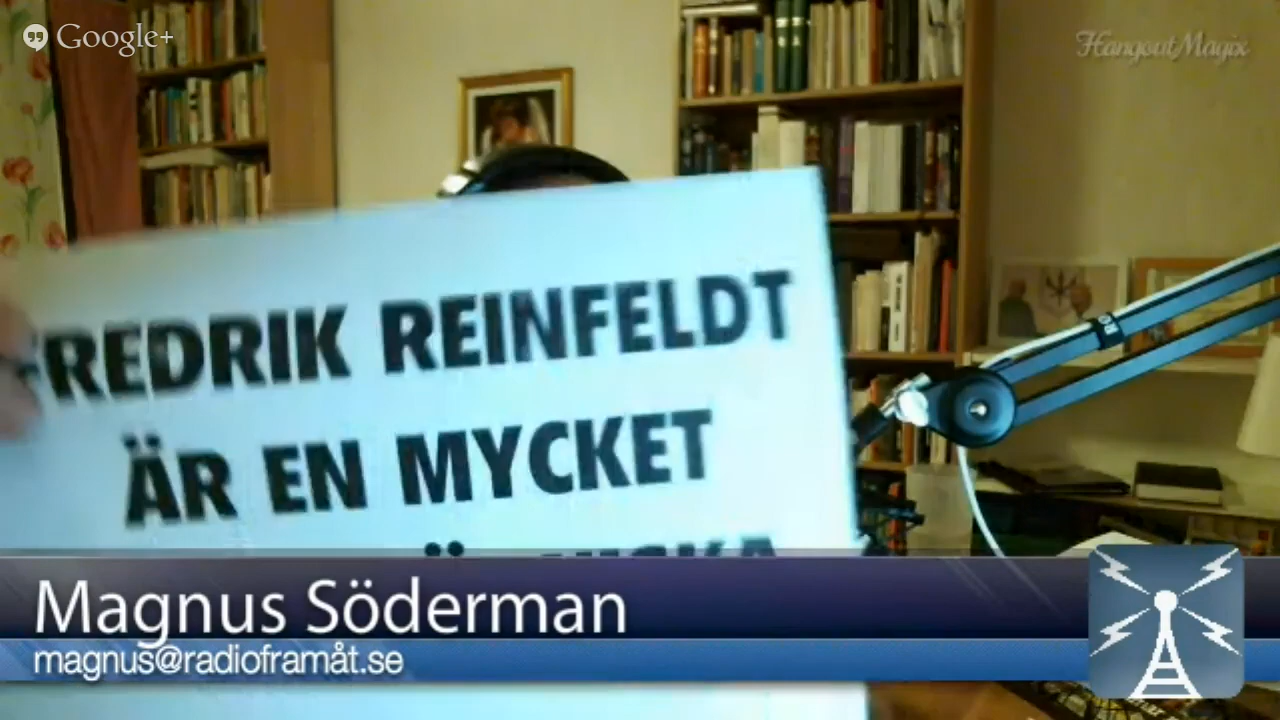 Google+
HangoutMagix
FREDRIK REINFELDT
ÄR EN MYCKET
Magnus Söderman
magnus@radioframåt.se